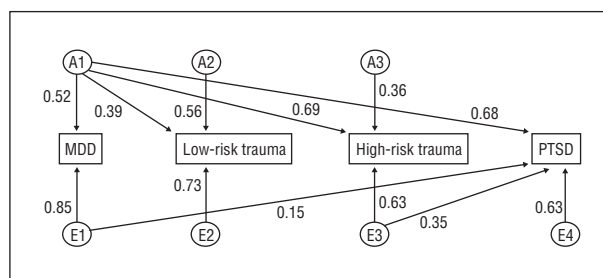 A1 A2 A3
0.52 0.39 0.56 0.69 0.36 0.68
MDD Low-risk trauma High-risk trauma PTSD
0.85 0.73 0.15 0.63 0.35 0.63
E1 E2 E3 E4